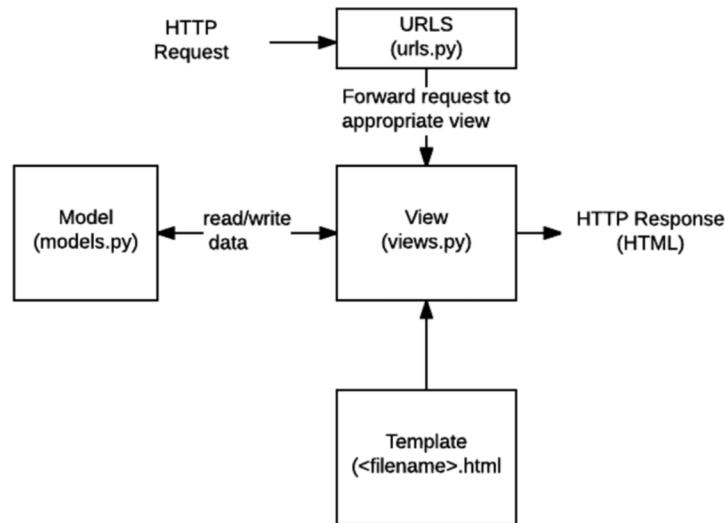 HTTP
Request
URLS
(urls.py)
Forward request to
appropriate view
Model
(models.py)
read/write
data
View
(views.py)
HTTP Response
(HTML)
Template
(<filename>.html